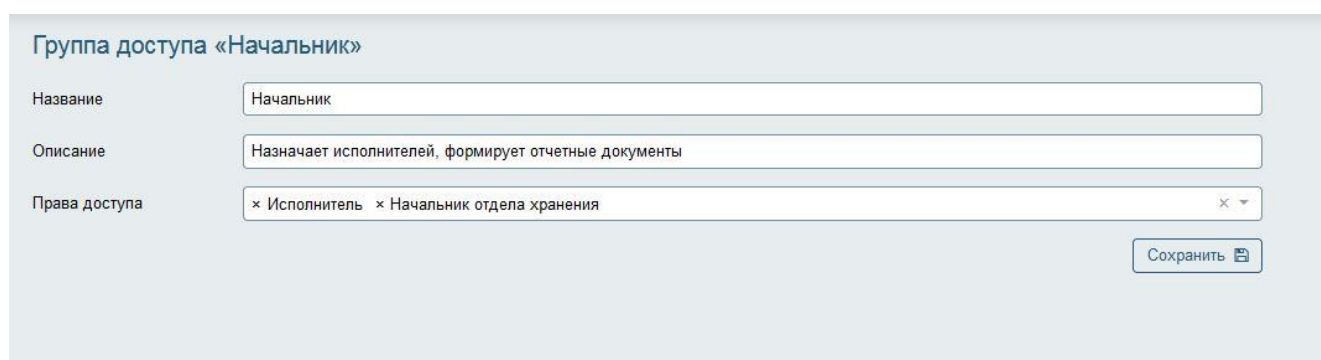 Группа доступа «Начальник»
Название Начальник
Описание Назначает исполнителей, формирует отчетные документы
Права доступа × Исполнитель × Начальник отдела хранения ×
Сохранить